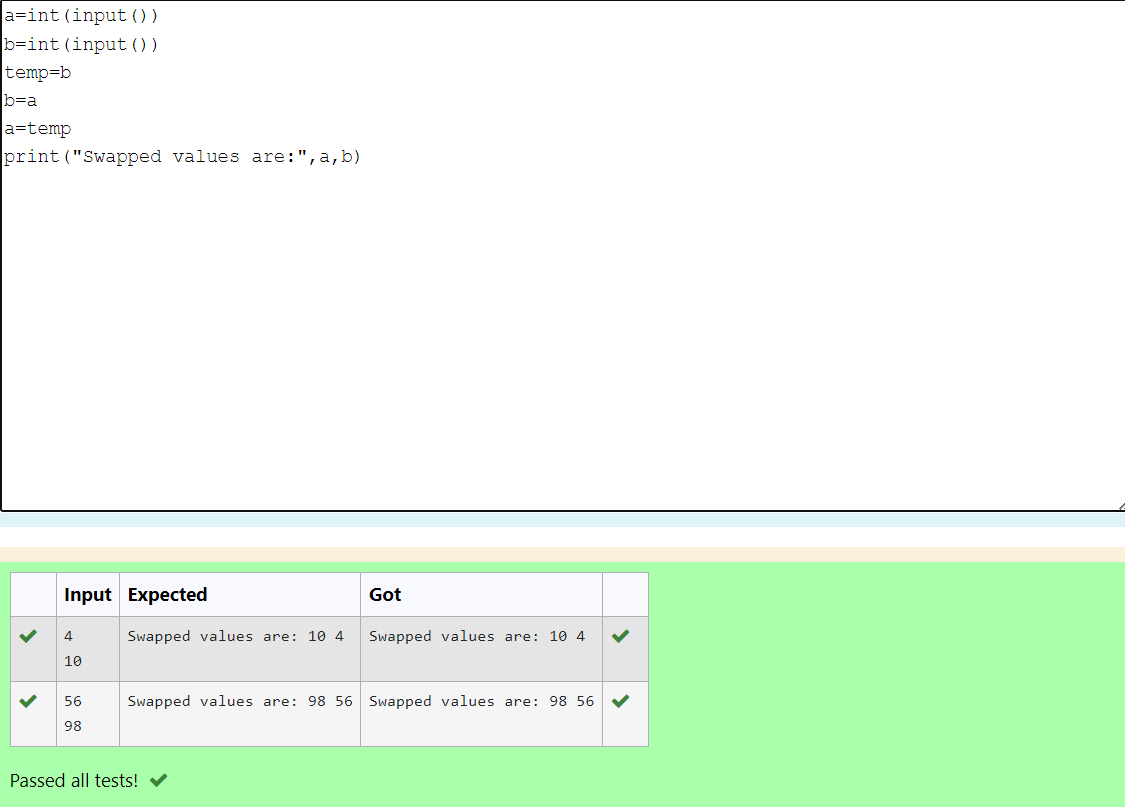 a=int(input())
b=int(input())
temp=b
b=a
a=temp
print("Swapped values are:",a,b)
Input Expected Got
4 Swapped values are: 10 4 Swapped values are: 10 4
10
56 Swapped values are: 98 56 Swapped values are: 98 56
98
Passed all tests!